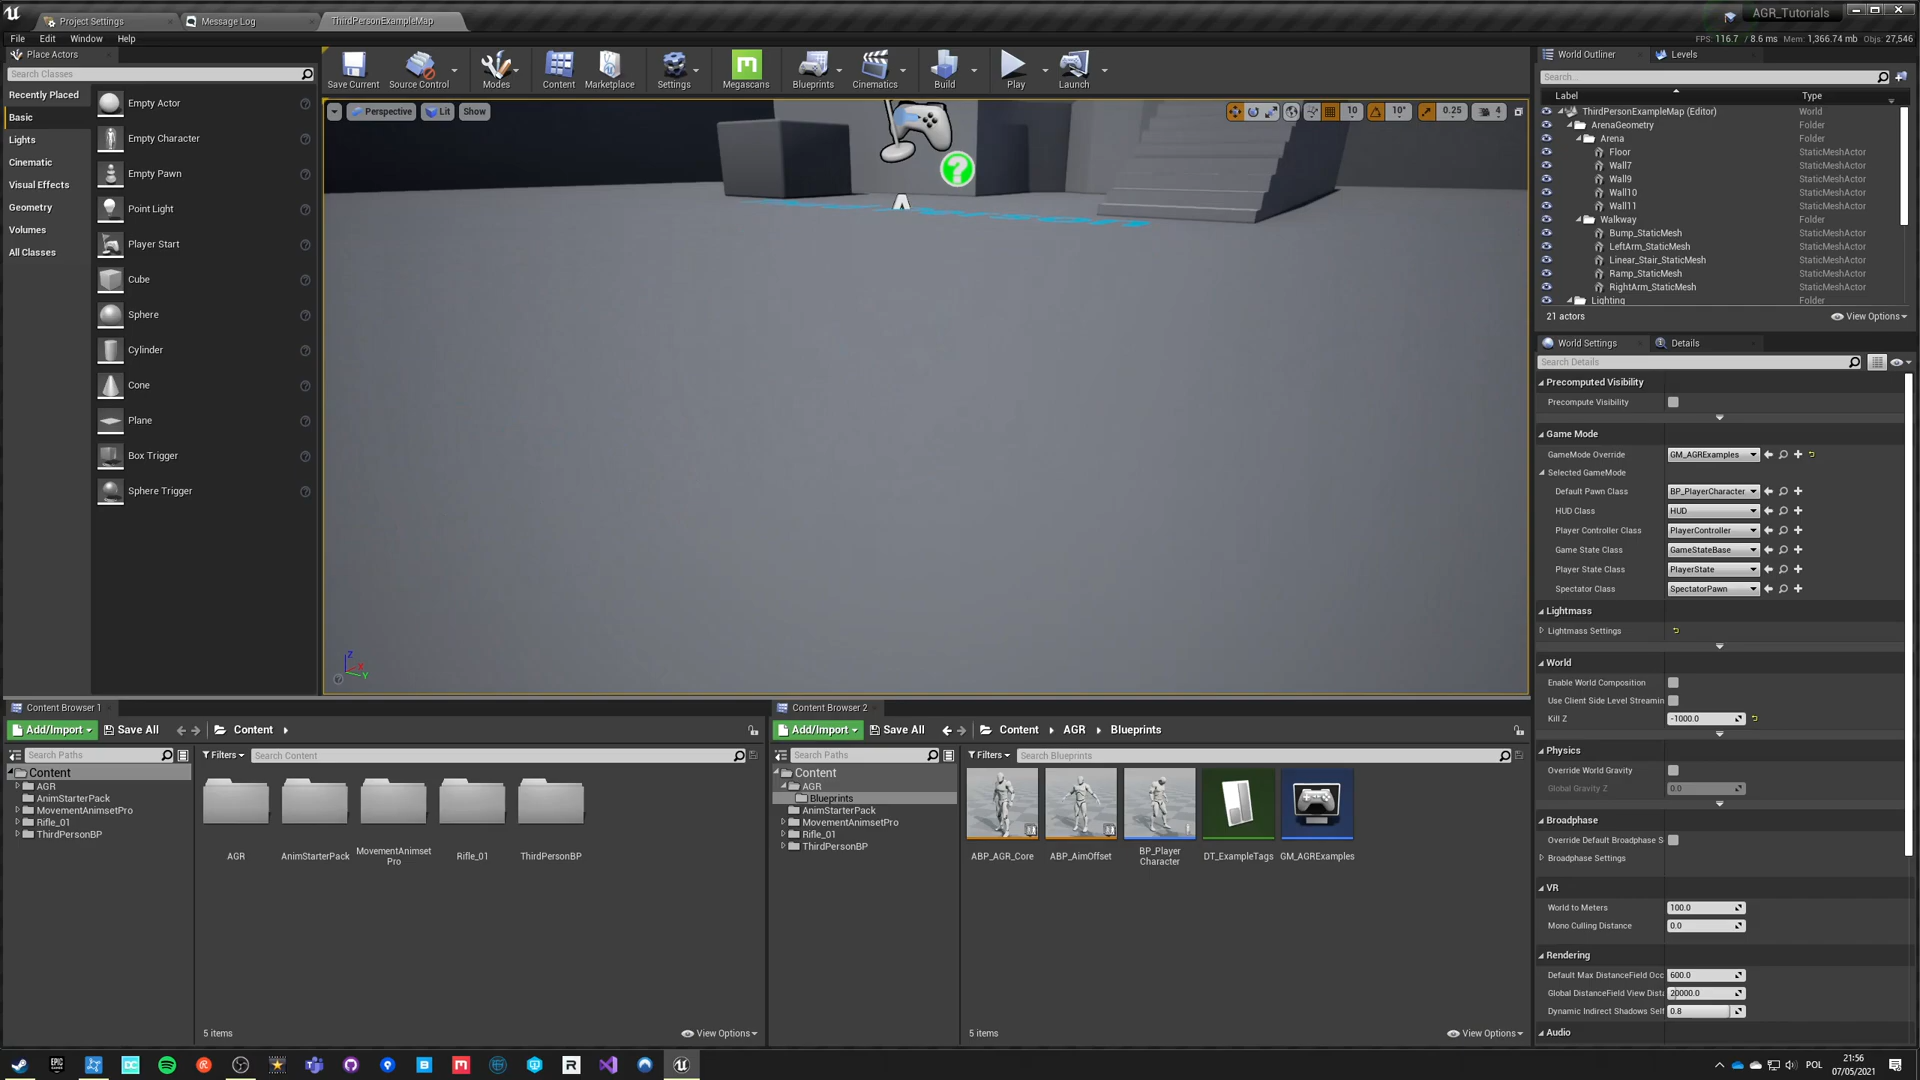 Project Settings
Message Log
ThirdPersonExampleMap
AGR_Tutorials
File Edit Window Help
FPS: 116.7 / 8.6 ms Mem: 1,366.74 mb Objs: 27,546
Place Actors
Search Classes
Recently Placed
Basic
Lights
Cinematic
Visual Effects
Geometry
Volumes
All Classes
Empty Actor
Empty Character
Empty Pawn
Point Light
Player Start
Cube
Sphere
Cylinder
Cone
Plane
Box Trigger
Sphere Trigger
Save Current
Source Control
Modes
Content
Marketplace
Settings
Megascans
Blueprints
Cinematics
Build
Play
Launch
Perspective
Lit
Show
10
10°
0.25
4
World Outliner
Levels
Search...
Label Type
ThirdPersonExampleMap (Editor) World
ArenaGeometry Folder
Arena Folder
Floor StaticMeshActor
Wall7 StaticMeshActor
Wall9 StaticMeshActor
Wall10 StaticMeshActor
Wall11 StaticMeshActor
Walkway Folder
Bump_StaticMesh StaticMeshActor
LeftArm_StaticMesh StaticMeshActor
Linear_Stair_StaticMesh StaticMeshActor
Ramp_StaticMesh StaticMeshActor
RightArm_StaticMesh StaticMeshActor
Lighting Folder
21 actors
View Options
World Settings
Details
Search Details
Precomputed Visibility
Precompute Visibility
Game Mode
GameMode Override GM_AGRExamples
Selected GameMode
Default Pawn Class BP_PlayerCharacter
HUD Class HUD
Player Controller Class PlayerController
Game State Class GameStateBase
Player State Class PlayerState
Spectator Class SpectatorPawn
Lightmass
Lightmass Settings
World
Enable World Composition
Use Client Side Level Streamin
Kill Z -1000.0
Physics
Override World Gravity
Global Gravity Z 0.0
Broadphase
Override Default Broadphase S
Broadphase Settings
VR
World to Meters 100.0
Mono Culling Distance 0.0
Rendering
Default Max DistanceField Occ 600.0
Global DistanceField View Dista 20000.0
Dynamic Indirect Shadows Self 0.8
Audio
X
Y
Z
Content Browser 1
Add/Import
Save All
Content
Search Paths
Filters
Search Content
Content
AGR
AnimStarterPack
MovementAnimsetPro
Rifle_01
ThirdPersonBP
AGR
AnimStarterPack
MovementAnimset
Pro
Rifle_01
ThirdPersonBP
5 items
View Options
Content Browser 2
Add/Import
Save All
Content AGR Blueprints
Search Paths
Filters
Search Blueprints
Content
AGR
Blueprints
AnimStarterPack
MovementAnimsetPro
Rifle_01
ThirdPersonBP
ABP_AGR_Core
ABP_AimOffset
BP_Player
Character
DT_ExampleTags
GM_AGRExamples
5 items
View Options
POL
21:56
07/05/2021